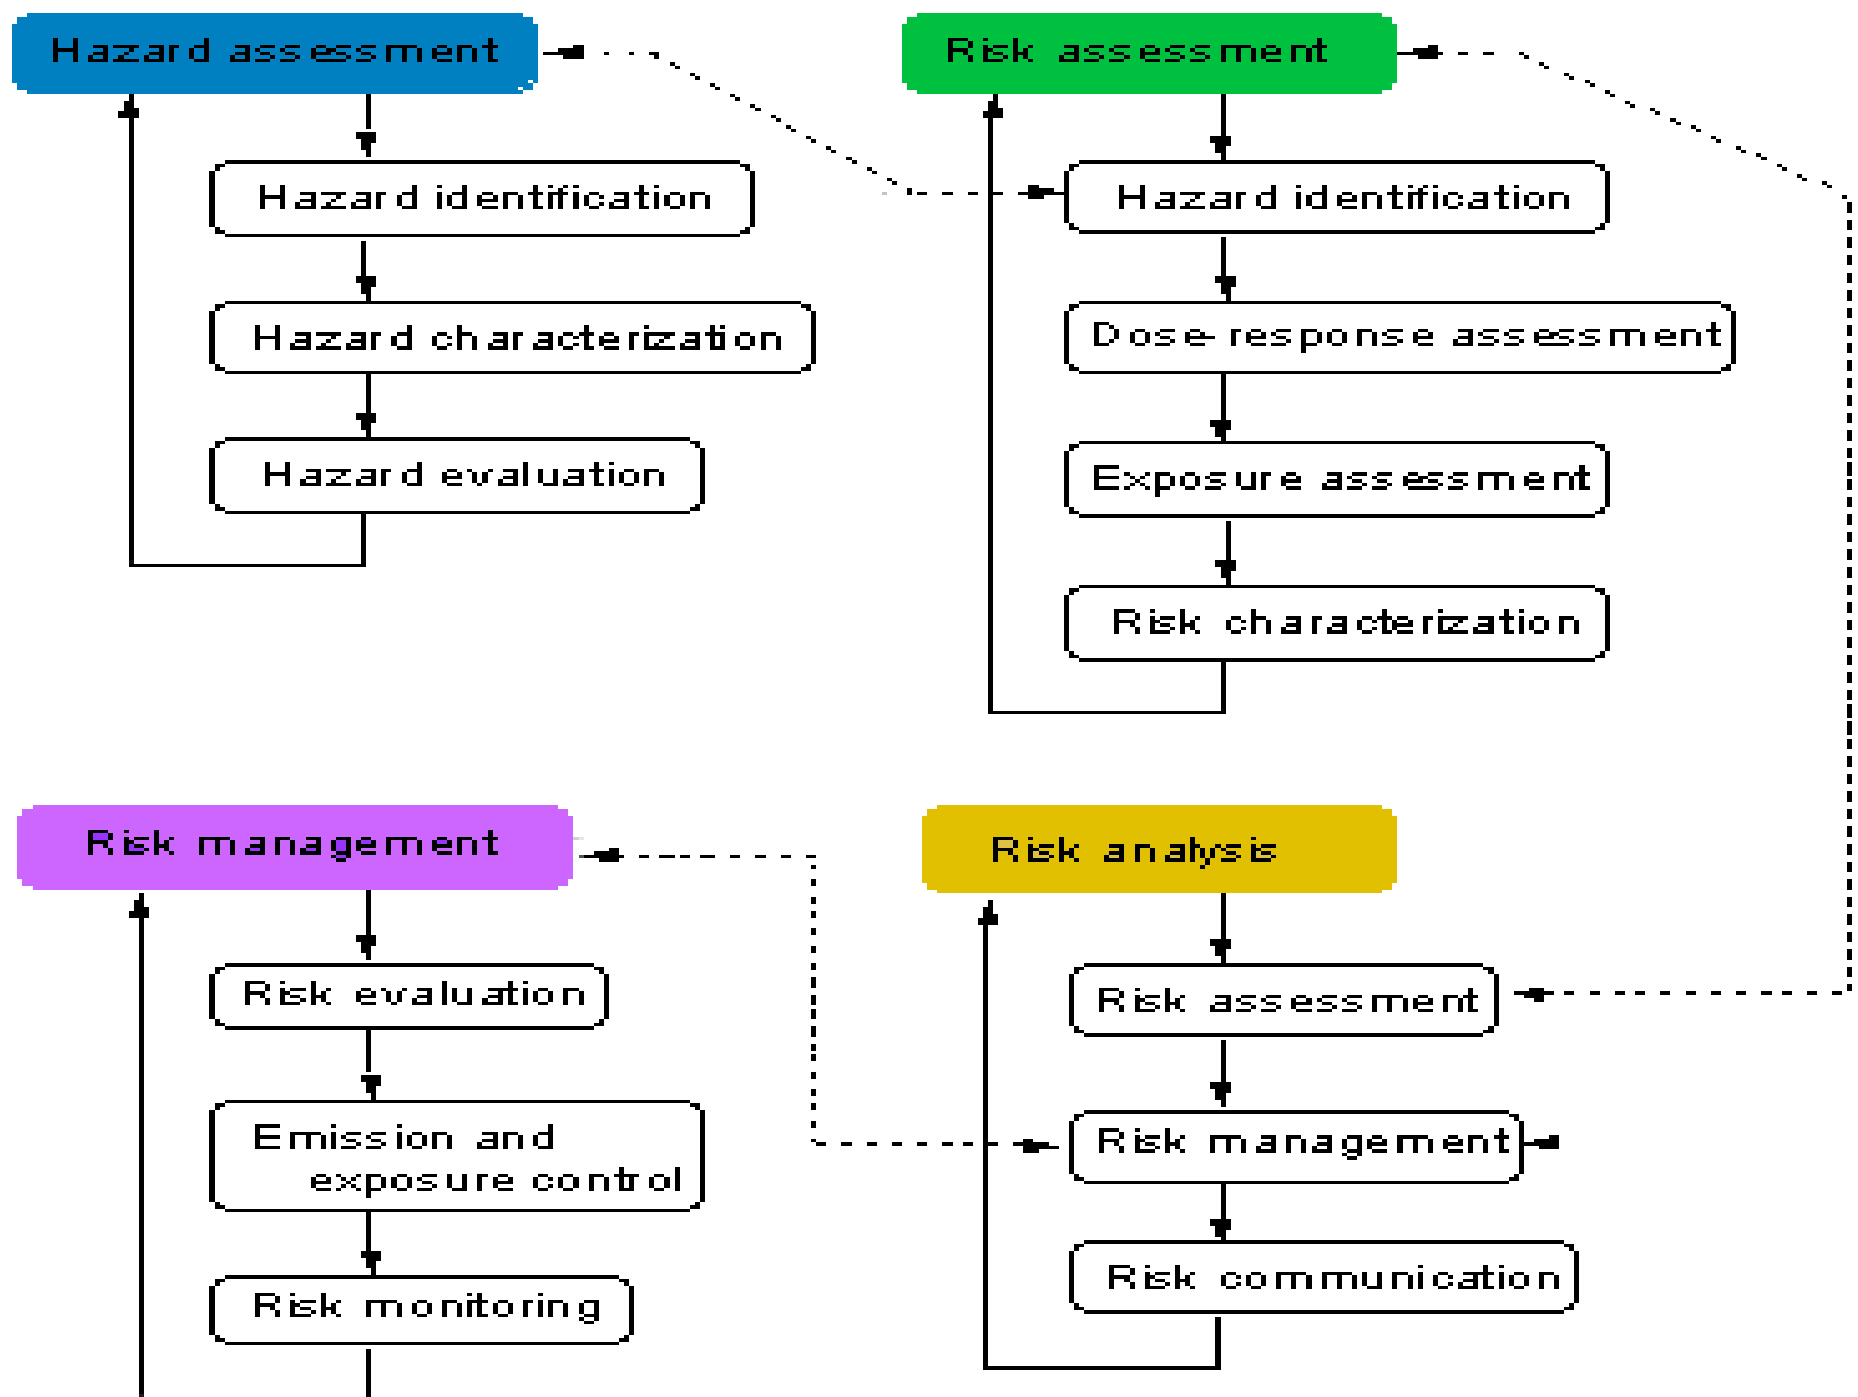 Hazard assessment
Hazard identification
Hazard characterization
Hazard evaluation
Risk assessment
Hazard identification
Dose-response assessment
Exposure assessment
Risk characterization
Risk management
Risk evaluation
Emission and
exposure control
Risk monitoring
Risk analysis
Risk assessment
Risk management
Risk communication